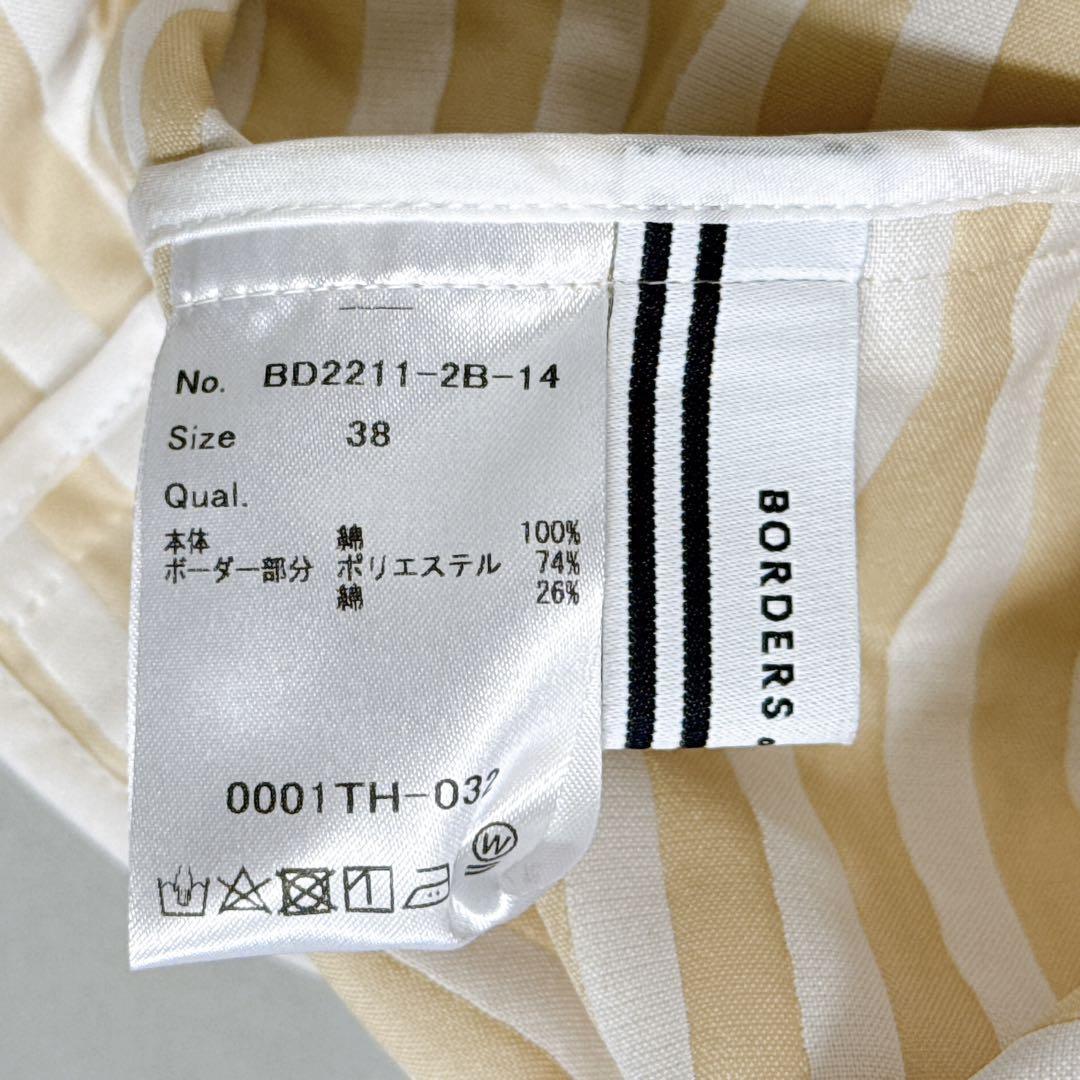 No. BD2211-2B-14
Size 38
Qual.
本体 綿 100%
ボーダー部分 ポリエステル 74%
綿 26%
0001TH-032
W
BORDERS